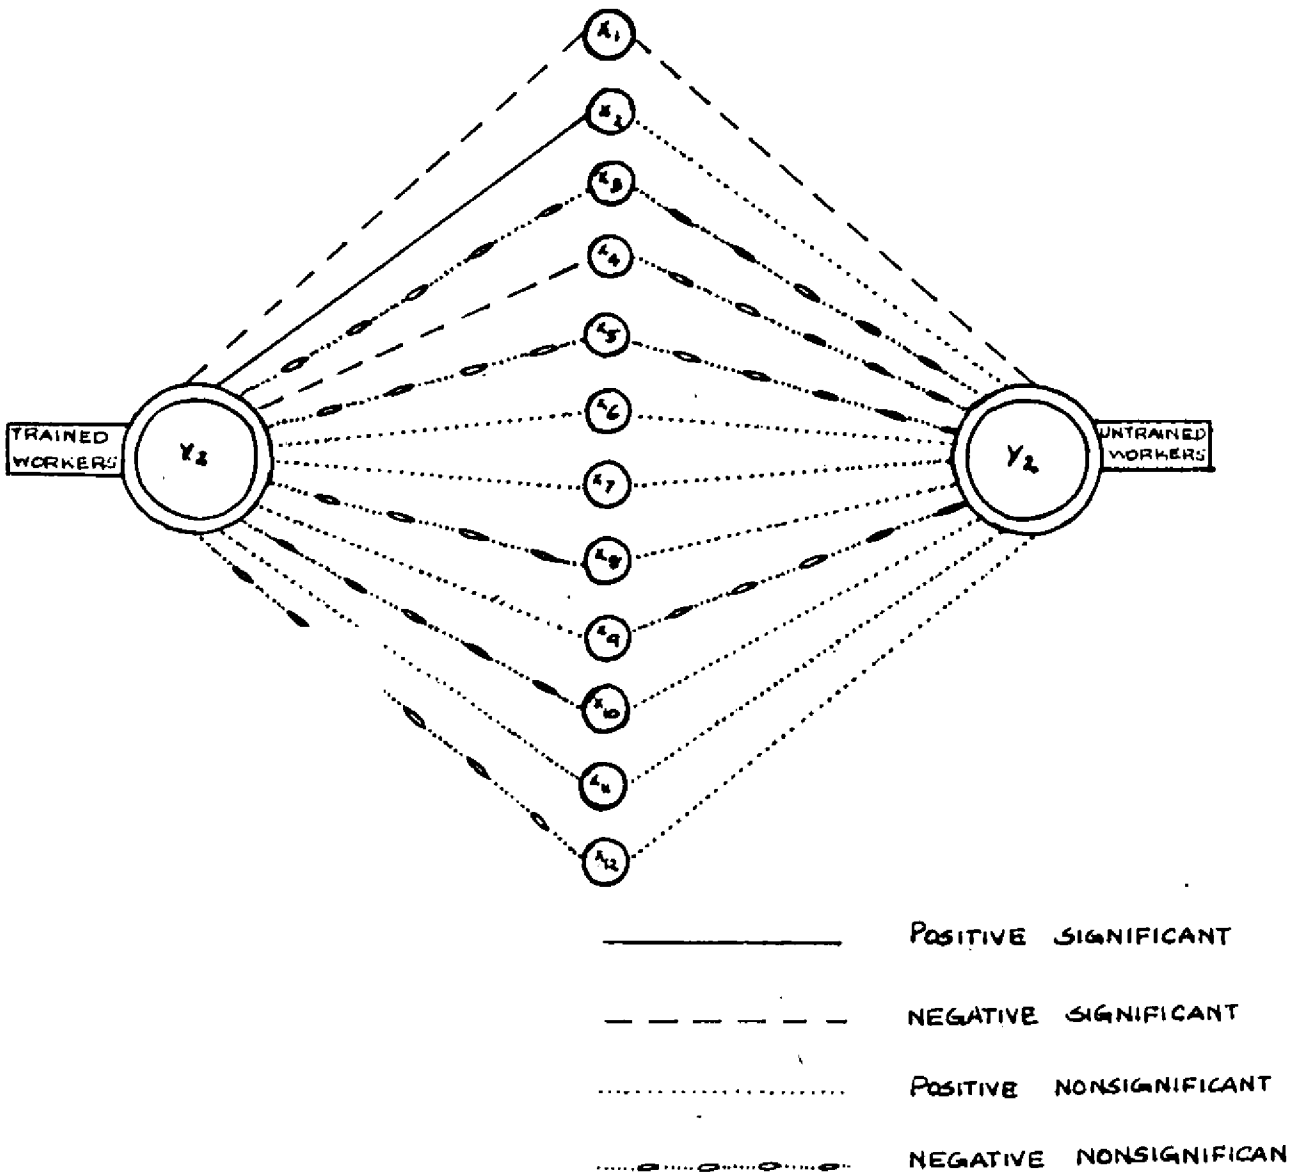 X1
X2
X3
X4
X5
X6
X7
X8
X9
X10
X11
X12
TRAINED
WORKERS
Y2
Y2
UNTRAINED
WORKERS
POSITIVE SIGNIFICANT
NEGATIVE SIGNIFICANT
POSITIVE NONSIGNIFICANT
NEGATIVE NONSIGNIFICAN